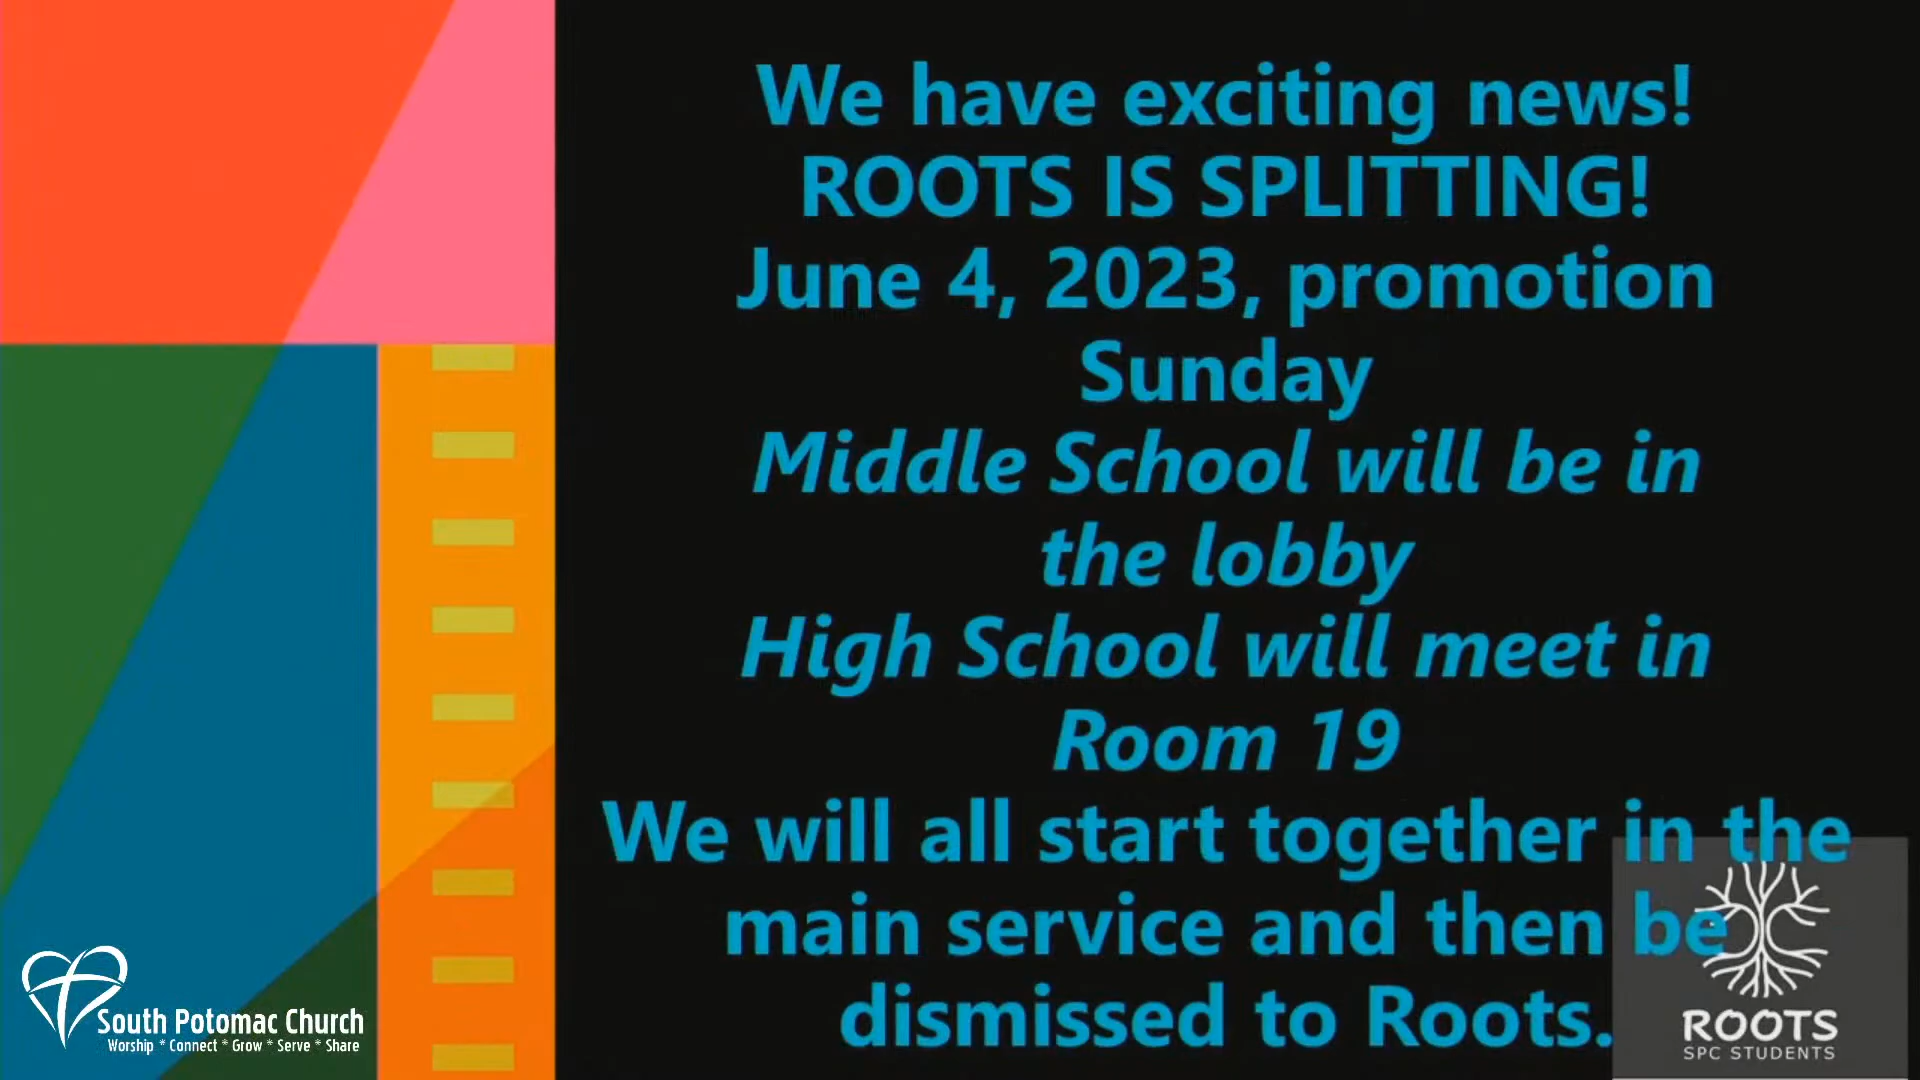 We have exciting news!
ROOTS IS SPLITTING!
June 4, 2023, promotion
Sunday
Middle School will be in
the lobby
High School will meet in
Room 19
We will all start together in the
main service and then be
dismissed to Roots.
South Potomac Church
Worship * Connect * Grow * Serve * Share
ROOTS
SPC STUDENTS